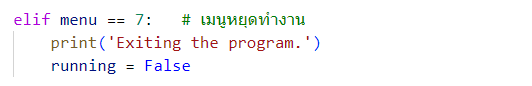 elif menu == 7:   # เมนูหยุดทำงาน
    print('Exiting the program.')
    running = False